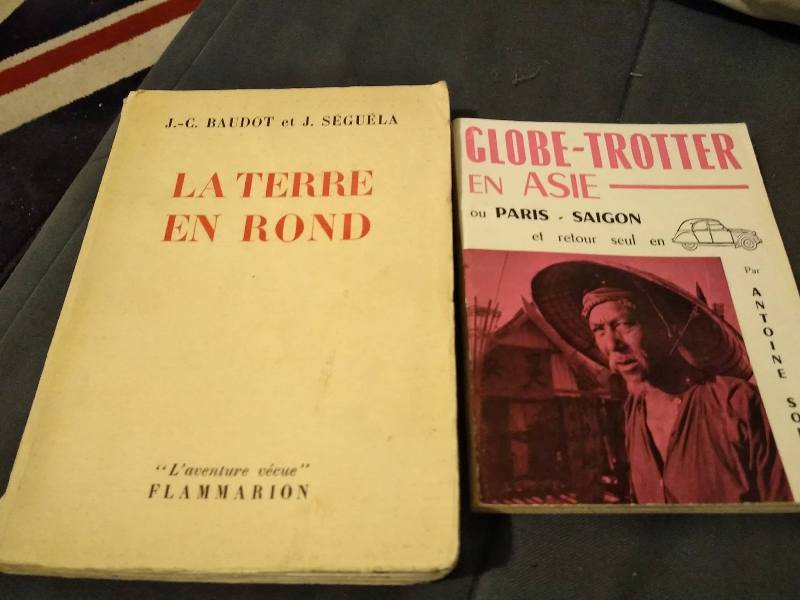 J.-C. BAUDOT et J. SÉGUÉLA
LA TERRE
EN ROND
"L'aventure vécue"
FLAMMARION
GLOBE-TROTTER
EN ASIE
ou PARIS - SAIGON
et retour seul en
Par
ANTOINE